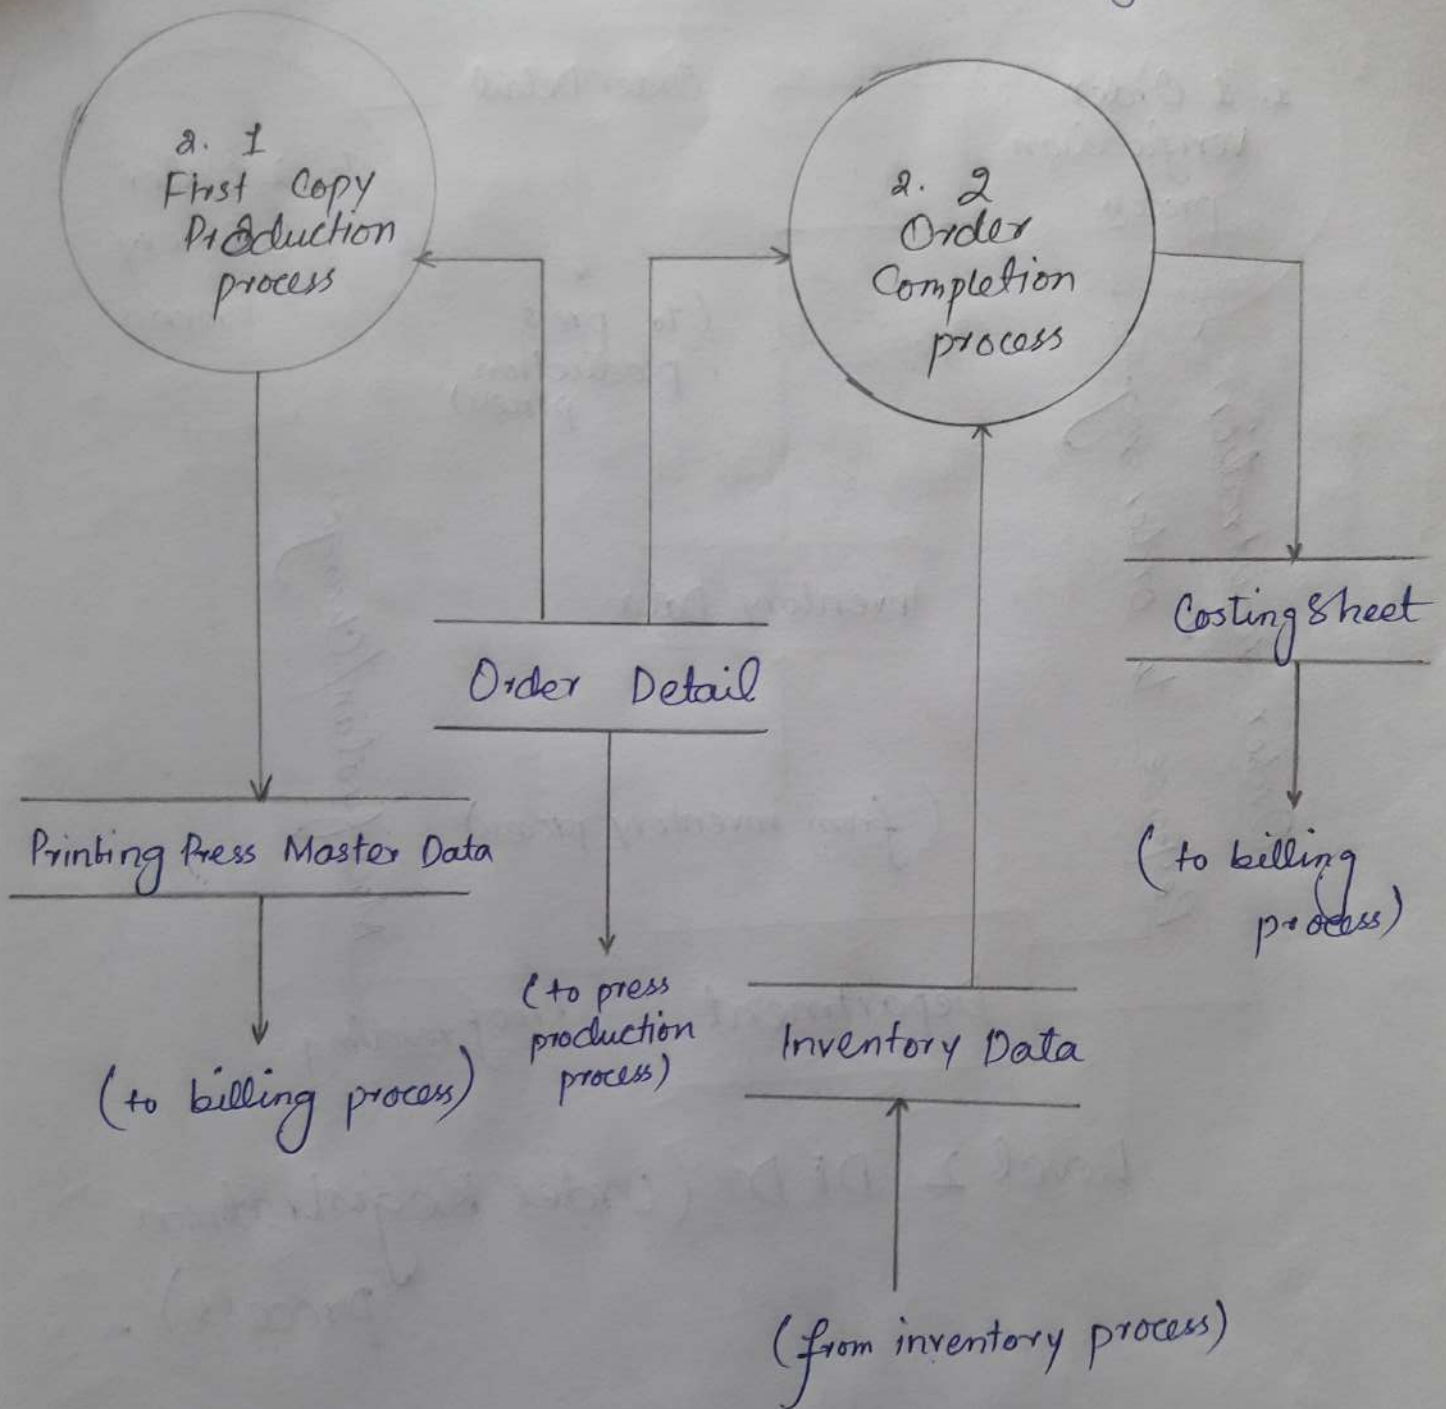 2. 1
First Copy
Production
process
2. 2
Order
Completion
process
Order Detail
Costing Sheet
Printing Press Master Data
(to billing
process)
(to press
production
process)
Inventory Data
(to billing process)
(from inventory process)